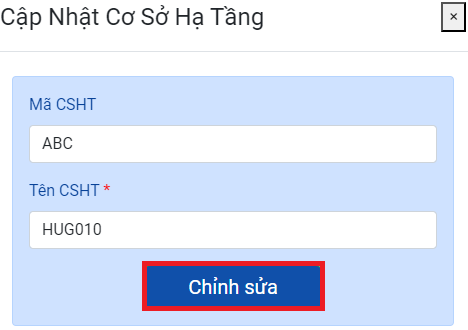 Cập Nhật Cơ Sở Hạ Tầng ×
Mã CSHT
ABC
Tên CSHT *
HUG010
Chỉnh sửa